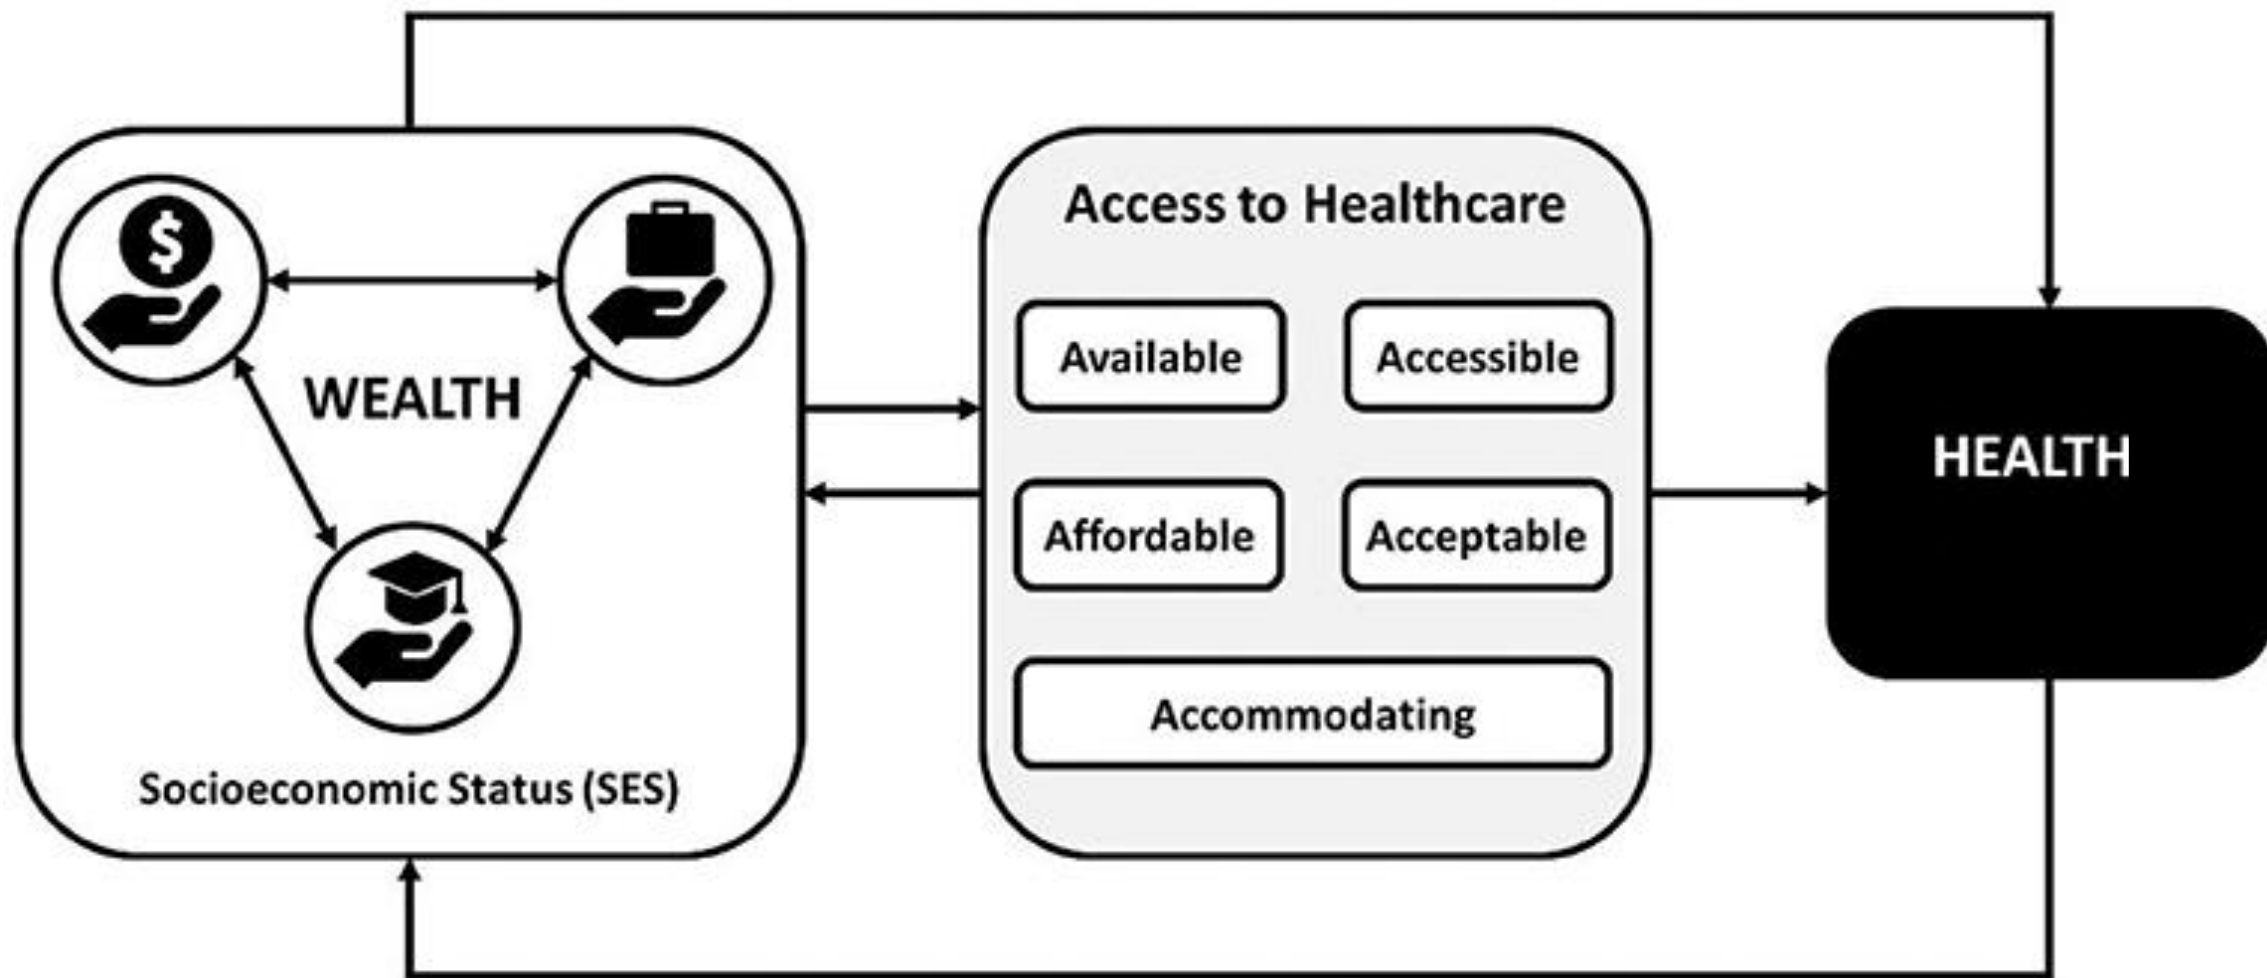 $
WEALTH
Socioeconomic Status (SES)
Access to Healthcare
Available
Accessible
Affordable
Acceptable
Accommodating
HEALTH